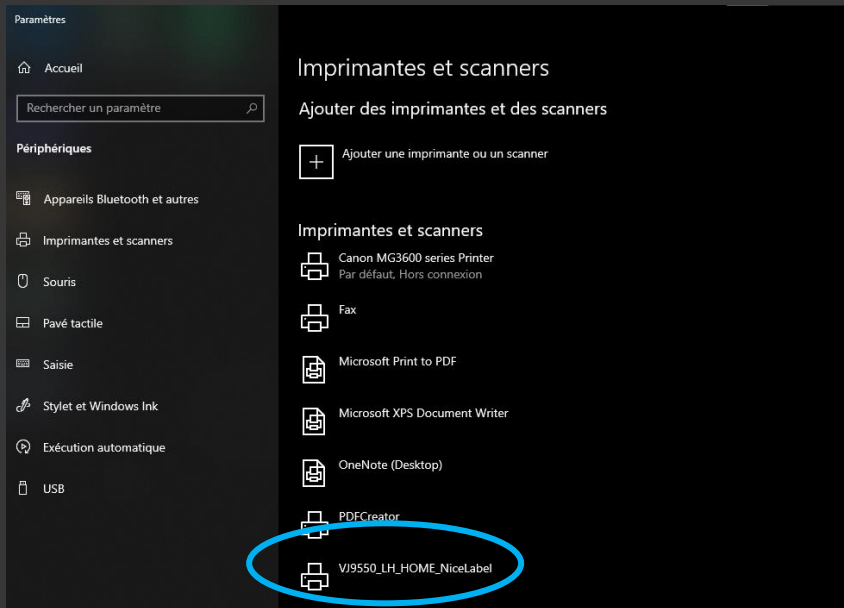 Paramètres
Accueil
Rechercher un paramètre
Périphériques
Appareils Bluetooth et autres
Imprimantes et scanners
Souris
Pavé tactile
Saisie
Stylet et Windows Ink
Exécution automatique
USB
Imprimantes et scanners
Ajouter des imprimantes et des scanners
Ajouter une imprimante ou un scanner
Imprimantes et scanners
Canon MG3600 series Printer
Par défaut, Hors connexion
Fax
Microsoft Print to PDF
Microsoft XPS Document Writer
OneNote (Desktop)
PDFCreator
VJ9550_LH_HOME_NiceLabel